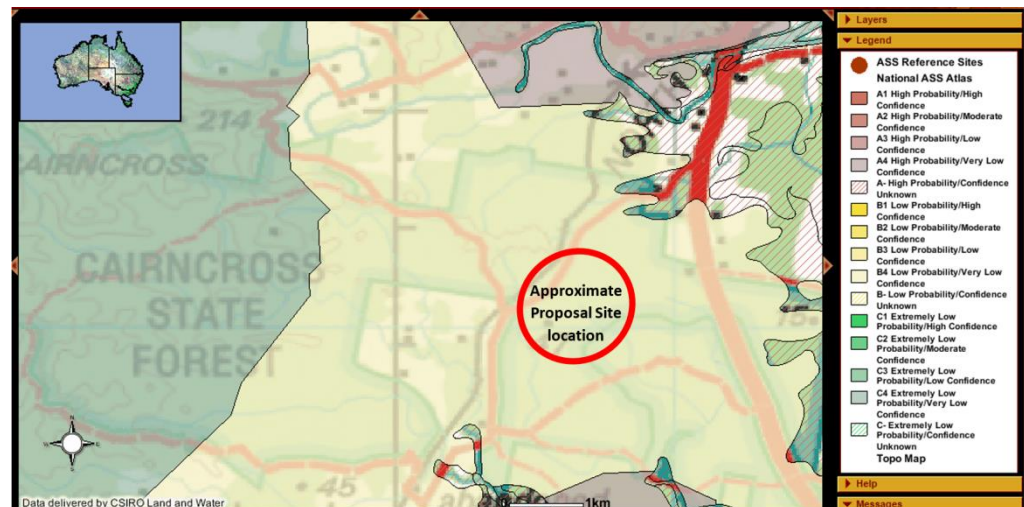 214
CAIRNCROSS
CAIRNCROSS
STATE
FOREST
Approximate
Proposal Site
location
15
45
abandoned
1km
Data delivered by CSIRO Land and Water
N
Layers
Legend
ASS Reference Sites
National ASS Atlas
A1 High Probability/High
Confidence
A2 High Probability/Moderate
Confidence
A3 High Probability/Low
Confidence
A4 High Probability/Very Low
Confidence
A- High Probability/Confidence
Unknown
B1 Low Probability/High
Confidence
B2 Low Probability/Moderate
Confidence
B3 Low Probability/Low
Confidence
B4 Low Probability/Very Low
Confidence
B- Low Probability/Confidence
Unknown
C1 Extremely Low
Probability/High Confidence
C2 Extremely Low
Probability/Moderate
Confidence
C3 Extremely Low
Probability/Low Confidence
C4 Extremely Low
Probability/Very Low
Confidence
C- Extremely Low
Probability/Confidence
Unknown
Topo Map
Help
Messages